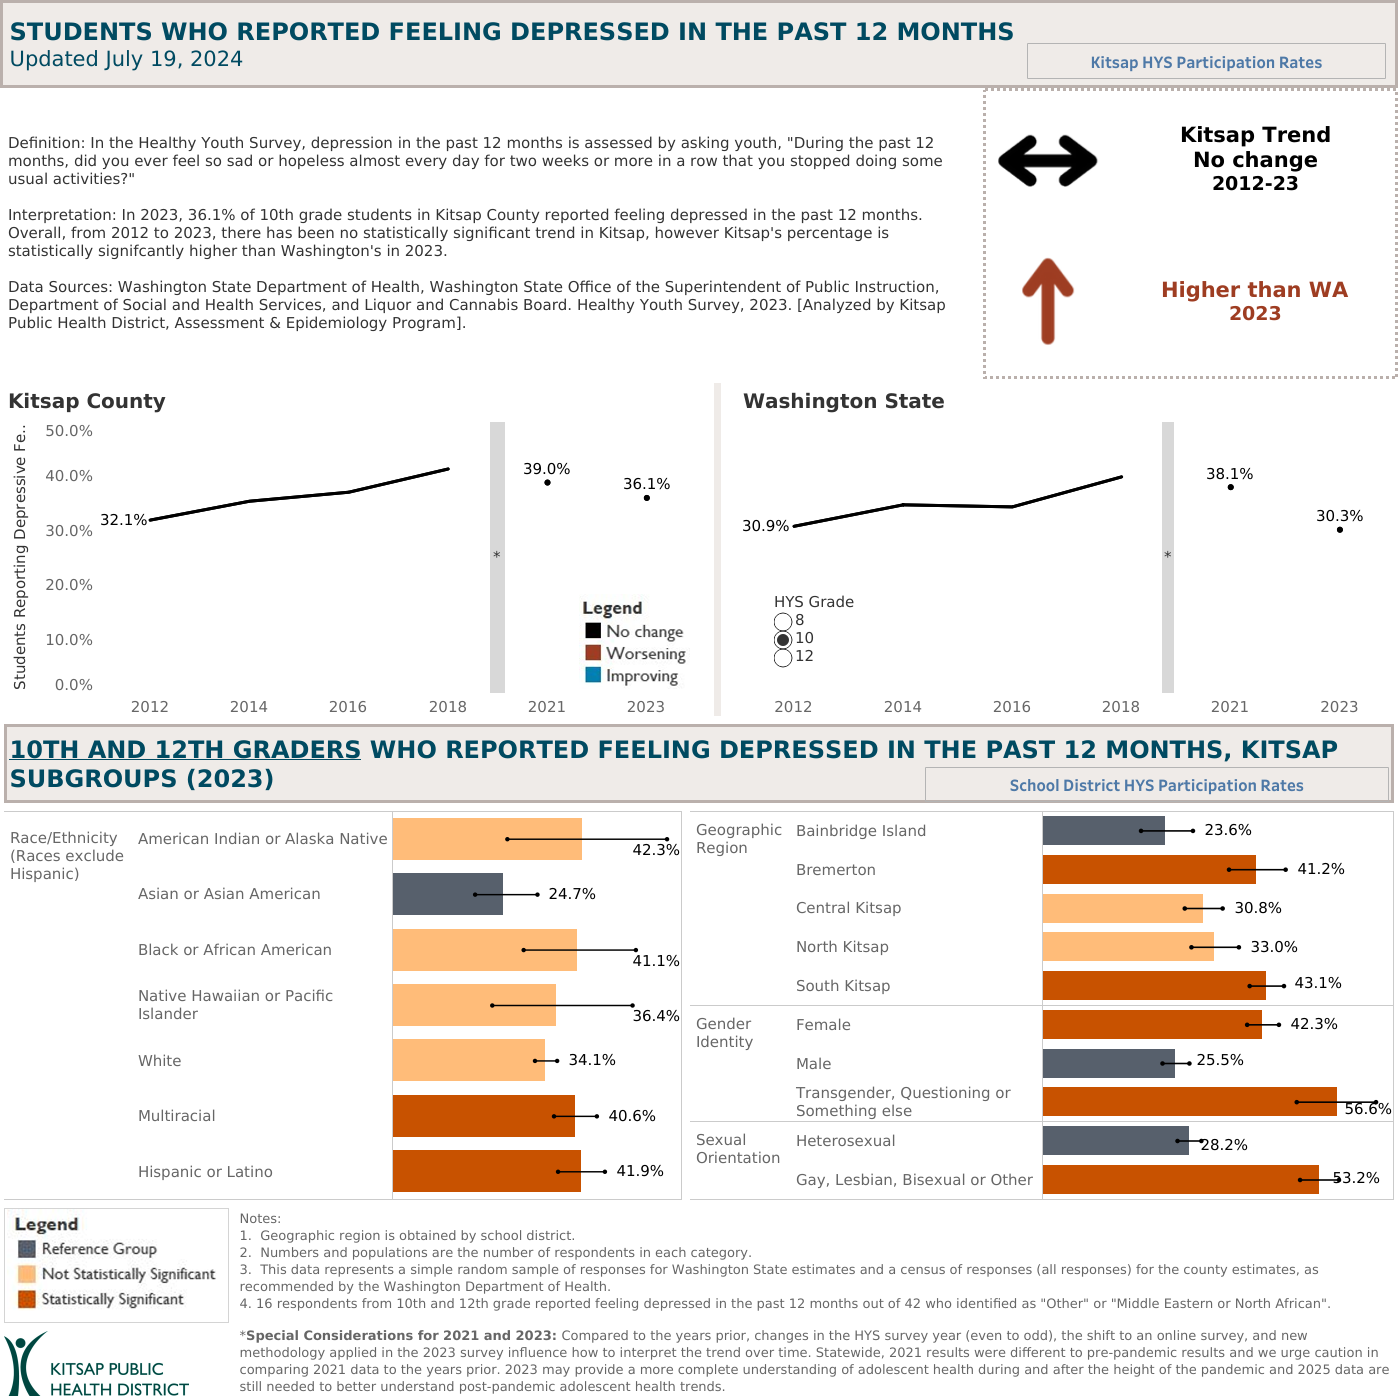 STUDENTS WHO REPORTED FEELING DEPRESSED IN THE PAST 12 MONTHS
Updated July 19, 2024
Kitsap HYS Participation Rates
Definition: In the Healthy Youth Survey, depression in the past 12 months is assessed by asking youth, "During the past 12
months, did you ever feel so sad or hopeless almost every day for two weeks or more in a row that you stopped doing some
usual activities?"
Interpretation: In 2023, 36.1% of 10th grade students in Kitsap County reported feeling depressed in the past 12 months.
Overall, from 2012 to 2023, there has been no statistically significant trend in Kitsap, however Kitsap's percentage is
statistically signifcantly higher than Washington's in 2023.
Data Sources: Washington State Department of Health, Washington State Office of the Superintendent of Public Instruction,
Department of Social and Health Services, and Liquor and Cannabis Board. Healthy Youth Survey, 2023. [Analyzed by Kitsap
Public Health District, Assessment & Epidemiology Program].
Kitsap Trend
No change
2012-23
Higher than WA
2023
Kitsap County
Students Reporting Depressive Fe..
50.0%
40.0%
30.0%
20.0%
10.0%
0.0%
32.1%
39.0%
36.1%
*
Legend
No change
Worsening
Improving
2012 2014 2016 2018 2021 2023
Washington State
30.9%
38.1%
30.3%
*
HYS Grade
8
10
12
2012 2014 2016 2018 2021 2023
10TH AND 12TH GRADERS WHO REPORTED FEELING DEPRESSED IN THE PAST 12 MONTHS, KITSAP
SUBGROUPS (2023)
School District HYS Participation Rates
Race/Ethnicity
(Races exclude
Hispanic)
American Indian or Alaska Native 42.3%
Asian or Asian American 24.7%
Black or African American 41.1%
Native Hawaiian or Pacific
Islander 36.4%
White 34.1%
Multiracial 40.6%
Hispanic or Latino 41.9%
Geographic
Region
Bainbridge Island 23.6%
Bremerton 41.2%
Central Kitsap 30.8%
North Kitsap 33.0%
South Kitsap 43.1%
Gender
Identity
Female 42.3%
Male 25.5%
Transgender, Questioning or
Something else 56.6%
Sexual
Orientation
Heterosexual 28.2%
Gay, Lesbian, Bisexual or Other 53.2%
Legend
Reference Group
Not Statistically Significant
Statistically Significant
Notes:
1. Geographic region is obtained by school district.
2. Numbers and populations are the number of respondents in each category.
3. This data represents a simple random sample of responses for Washington State estimates and a census of responses (all responses) for the county estimates, as
recommended by the Washington Department of Health.
4. 16 respondents from 10th and 12th grade reported feeling depressed in the past 12 months out of 42 who identified as "Other" or "Middle Eastern or North African".
*Special Considerations for 2021 and 2023: Compared to the years prior, changes in the HYS survey year (even to odd), the shift to an online survey, and new
methodology applied in the 2023 survey influence how to interpret the trend over time. Statewide, 2021 results were different to pre-pandemic results and we urge caution in
comparing 2021 data to the years prior. 2023 may provide a more complete understanding of adolescent health during and after the height of the pandemic and 2025 data are
still needed to better understand post-pandemic adolescent health trends.
KITSAP PUBLIC
HEALTH DISTRICT